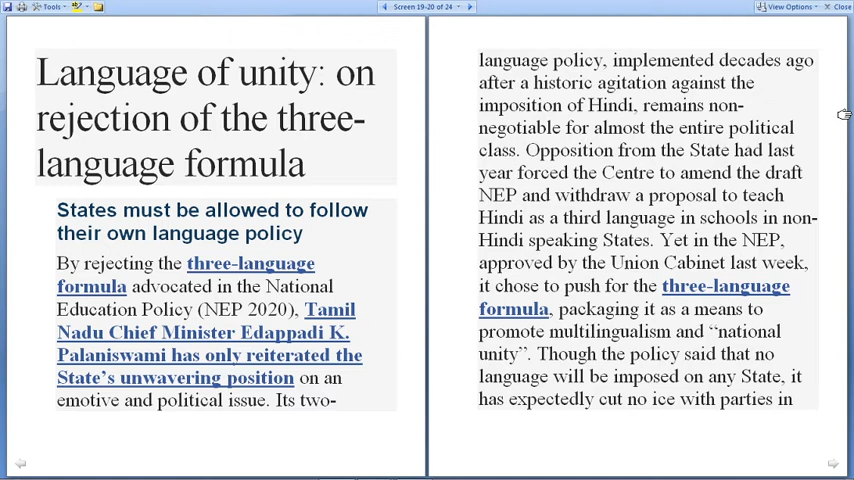 Tools
Screen 19-20 of 24
View Options
Close
Language of unity: on
rejection of the three-
language formula
States must be allowed to follow
their own language policy
By rejecting the three-language
formula advocated in the National
Education Policy (NEP 2020), Tamil
Nadu Chief Minister Edappadi K.
Palaniswami has only reiterated the
State’s unwavering position on an
emotive and political issue. Its two-
language policy, implemented decades ago
after a historic agitation against the
imposition of Hindi, remains non-
negotiable for almost the entire political
class. Opposition from the State had last
year forced the Centre to amend the draft
NEP and withdraw a proposal to teach
Hindi as a third language in schools in non-
Hindi speaking States. Yet in the NEP,
approved by the Union Cabinet last week,
it chose to push for the three-language
formula, packaging it as a means to
promote multilingualism and “national
unity”. Though the policy said that no
language will be imposed on any State, it
has expectedly cut no ice with parties in